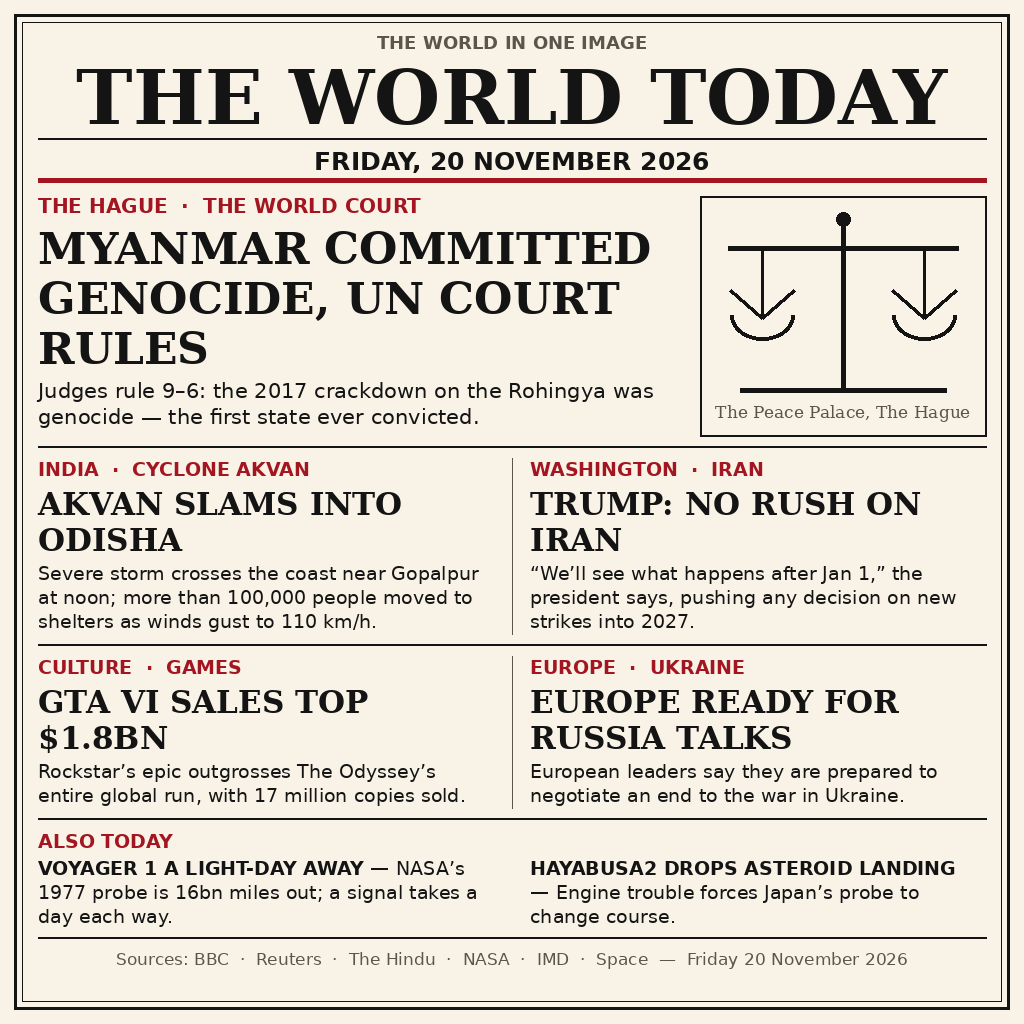 THE WORLD IN ONE IMAGE
THE WORLD TODAY
FRIDAY, 20 NOVEMBER 2026
THE HAGUE · THE WORLD COURT
MYANMAR COMMITTED
GENOCIDE, UN COURT
RULES
Judges rule 9–6: the 2017 crackdown on the Rohingya was
genocide — the first state ever convicted.
The Peace Palace, The Hague
INDIA · CYCLONE AKVAN
AKVAN SLAMS INTO
ODISHA
Severe storm crosses the coast near Gopalpur
at noon; more than 100,000 people moved to
shelters as winds gust to 110 km/h.
WASHINGTON · IRAN
TRUMP: NO RUSH ON
IRAN
“We’ll see what happens after Jan 1,” the
president says, pushing any decision on new
strikes into 2027.
CULTURE · GAMES
GTA VI SALES TOP
$1.8BN
Rockstar’s epic outgrosses The Odyssey’s
entire global run, with 17 million copies sold.
EUROPE · UKRAINE
EUROPE READY FOR
RUSSIA TALKS
European leaders say they are prepared to
negotiate an end to the war in Ukraine.
ALSO TODAY
VOYAGER 1 A LIGHT-DAY AWAY — NASA’s
1977 probe is 16bn miles out; a signal takes a
day each way.
HAYABUSA2 DROPS ASTEROID LANDING
— Engine trouble forces Japan’s probe to
change course.
Sources: BBC · Reuters · The Hindu · NASA · IMD · Space — Friday 20 November 2026